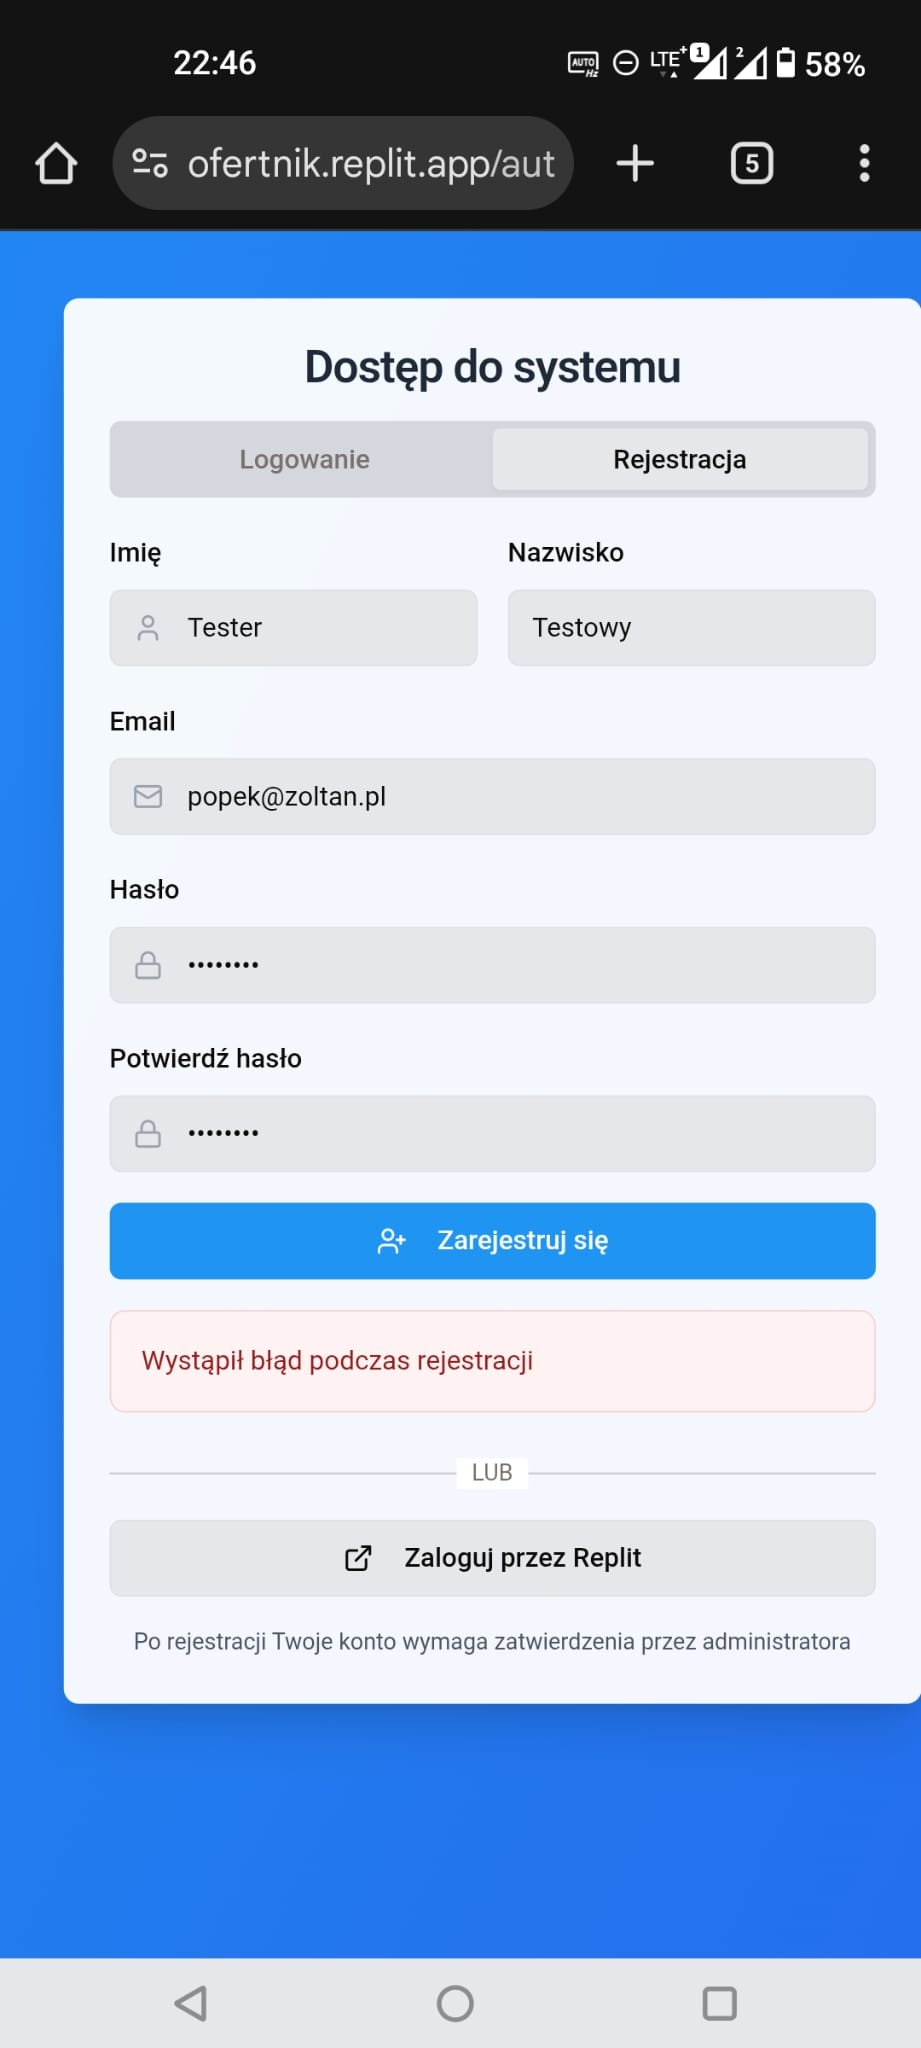 22:46
AUTO Hz LTE+ 1 2 58%
ofertnik.replit.app/aut
5
Dostęp do systemu
Logowanie Rejestracja
Imię Nazwisko
Tester Testowy
Email
popek@zoltan.pl
Hasło
••••••••
Potwierdź hasło
••••••••
Zarejestruj się
Wystąpił błąd podczas rejestracji
LUB
Zaloguj przez Replit
Po rejestracji Twoje konto wymaga zatwierdzenia przez administratora